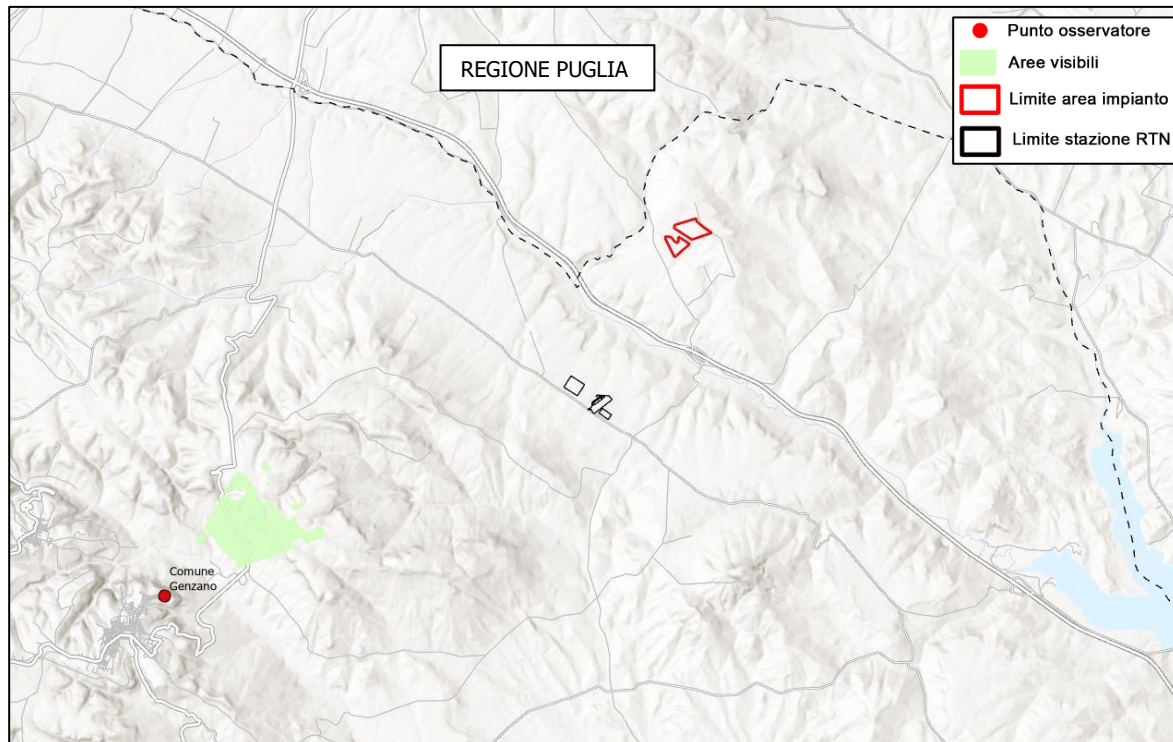 REGIONE PUGLIA
Punto osservatore
Aree visibili
Limite area impianto
Limite stazione RTN
Comune
Genzano